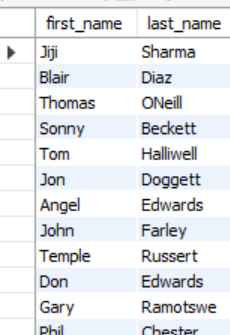 first_name last_name
Jiji Sharma
Blair Diaz
Thomas ONeill
Sonny Beckett
Tom Halliwell
Jon Doggett
Angel Edwards
John Farley
Temple Russert
Don Edwards
Gary Ramotswe
Phil Chester